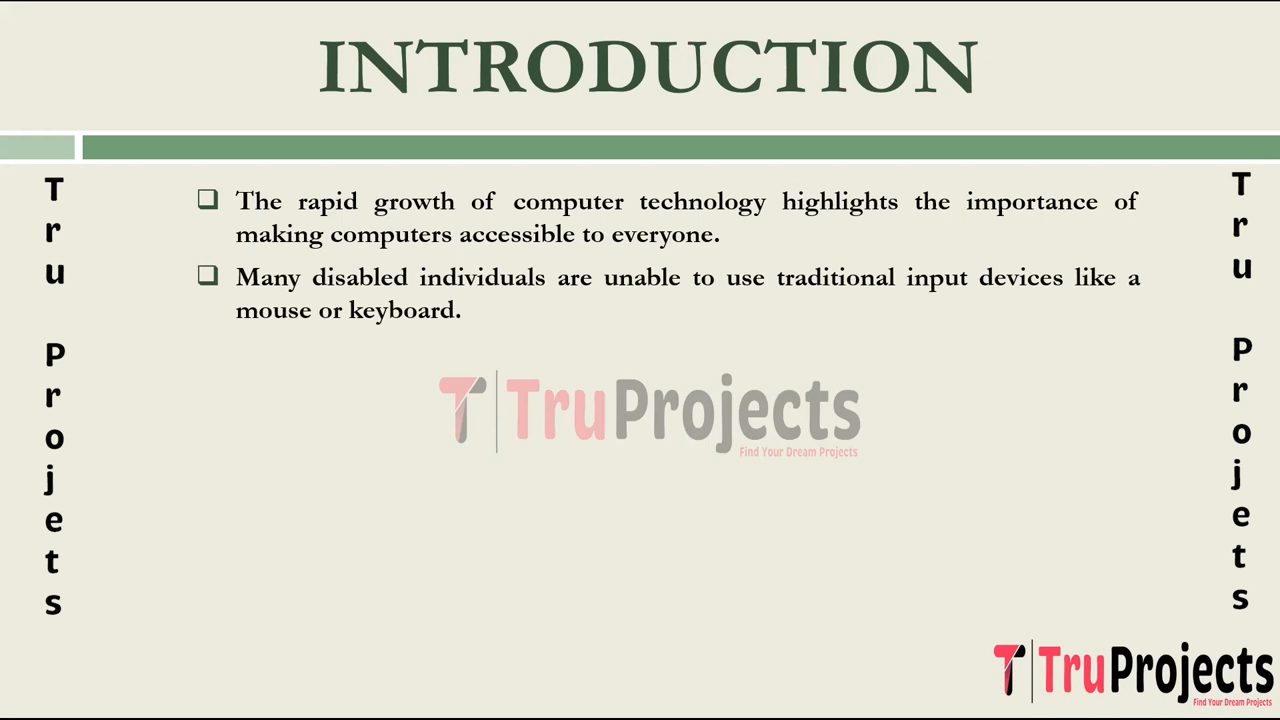 INTRODUCTION
T
r
u
P
r
o
j
e
t
s
❑ The rapid growth of computer technology highlights the importance of
making computers accessible to everyone.
❑ Many disabled individuals are unable to use traditional input devices like a
mouse or keyboard.
TruProjects
Find Your Dream Projects
T
r
u
P
r
o
j
e
t
s
TruProjects
Find Your Dream Projects